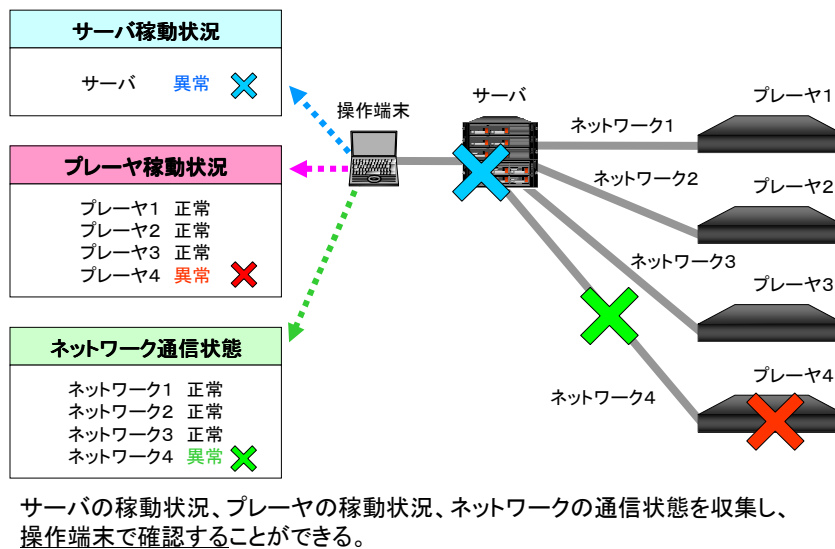 サーバ稼動状況
サーバ 異常
プレーヤ稼動状況
プレーヤ1 正常
プレーヤ2 正常
プレーヤ3 正常
プレーヤ4 異常
ネットワーク通信状態
ネットワーク1 正常
ネットワーク2 正常
ネットワーク3 正常
ネットワーク4 異常
操作端末
サーバ
ネットワーク1
ネットワーク2
ネットワーク3
ネットワーク4
プレーヤ1
プレーヤ2
プレーヤ3
プレーヤ4
サーバの稼動状況、プレーヤの稼動状況、ネットワークの通信状態を収集し、
操作端末で確認することができる。